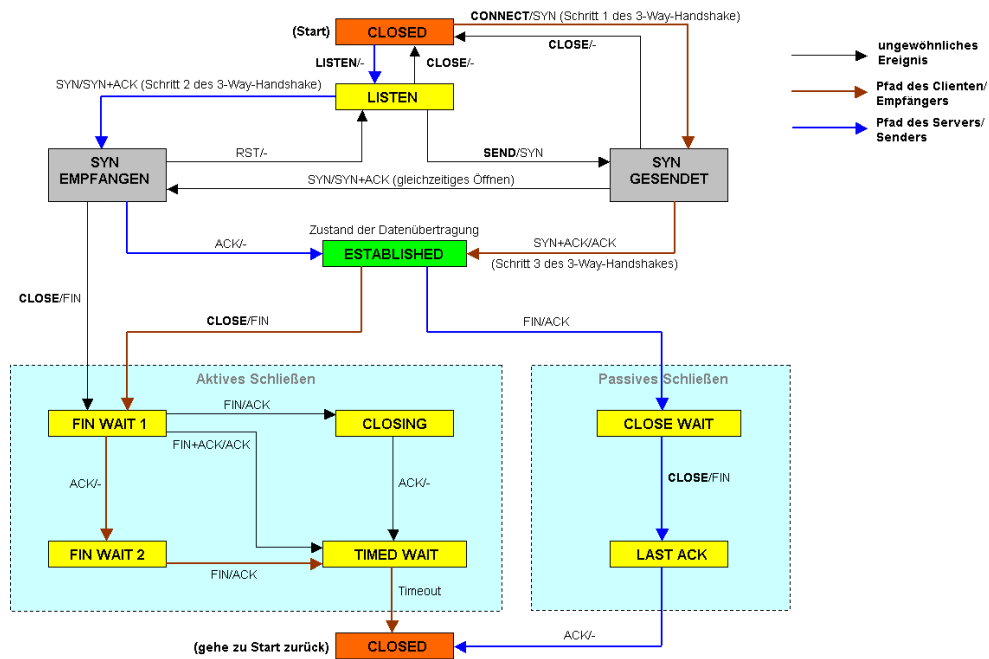 CONNECT/SYN (Schritt 1 des 3-Way-Handshake)
(Start)
CLOSED
CLOSE/-
ungewöhnliches
Ereignis
LISTEN/-
CLOSE/-
SYN/SYN+ACK (Schritt 2 des 3-Way-Handshake)
Pfad des Clienten/
Empfängers
LISTEN
Pfad des Servers/
Senders
SYN
EMPFANGEN
RST/-
SEND/SYN
SYN
GESENDET
SYN/SYN+ACK (gleichzeitiges Öffnen)
Zustand der Datenübertragung
ACK/-
ESTABLISHED
SYN+ACK/ACK
(Schritt 3 des 3-Way-Handshakes)
CLOSE/FIN
CLOSE/FIN
FIN/ACK
Aktives Schließen
Passives Schließen
FIN WAIT 1
FIN/ACK
CLOSING
CLOSE WAIT
FIN+ACK/ACK
ACK/-
ACK/-
CLOSE/FIN
FIN WAIT 2
TIMED WAIT
LAST ACK
FIN/ACK
Timeout
(gehe zu Start zurück)
CLOSED
ACK/-